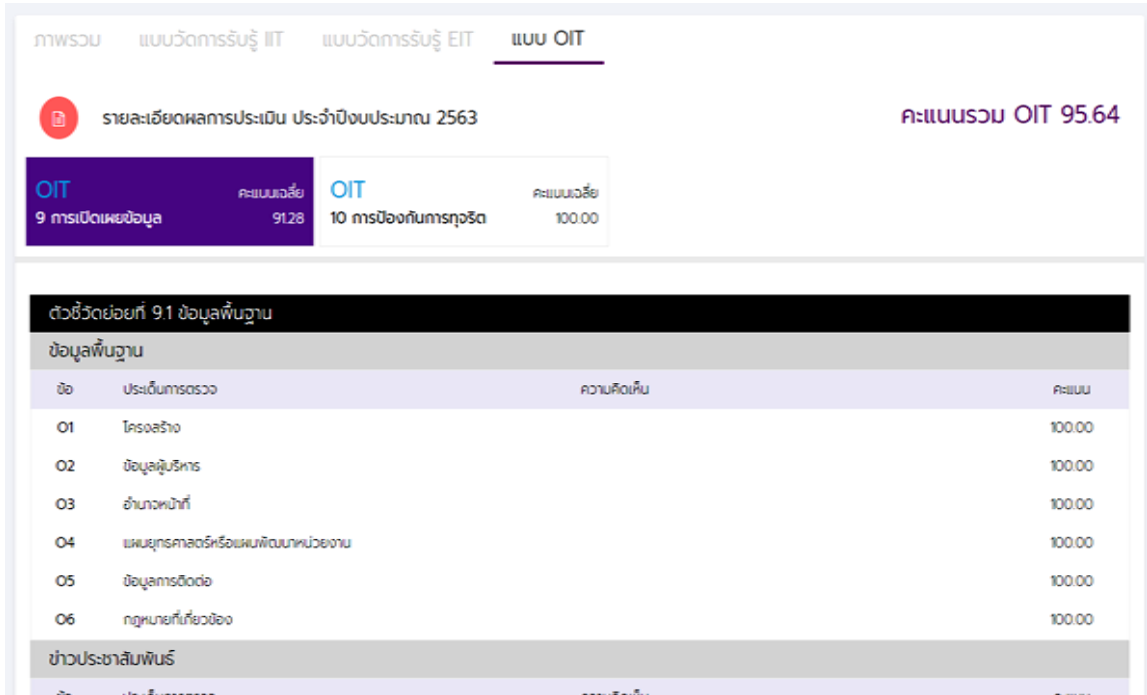 ภาพรวม แบบวัดการรับรู้ IIT แบบวัดการรับรู้ EIT แบบ OIT
รายละเอียดผลการประเมิน ประจำปีงบประมาณ 2563 คะแนนรวม OIT 95.64
OIT คะแนนเฉลี่ย OIT คะแนนเฉลี่ย
9 การเปิดเผยข้อมูล 91.28 10 การป้องกันการทุจริต 100.00
ตัวชี้วัดย่อยที่ 9.1 ข้อมูลพื้นฐาน
ข้อมูลพื้นฐาน
ข้อ ประเด็นการตรวจ ความคิดเห็น คะแนน
O1 โครงสร้าง 100.00
O2 ข้อมูลผู้บริหาร 100.00
O3 อำนาจหน้าที่ 100.00
O4 แผนยุทธศาสตร์หรือแผนพัฒนาหน่วยงาน 100.00
O5 ข้อมูลการติดต่อ 100.00
O6 กฎหมายที่เกี่ยวข้อง 100.00
ข่าวประชาสัมพันธ์